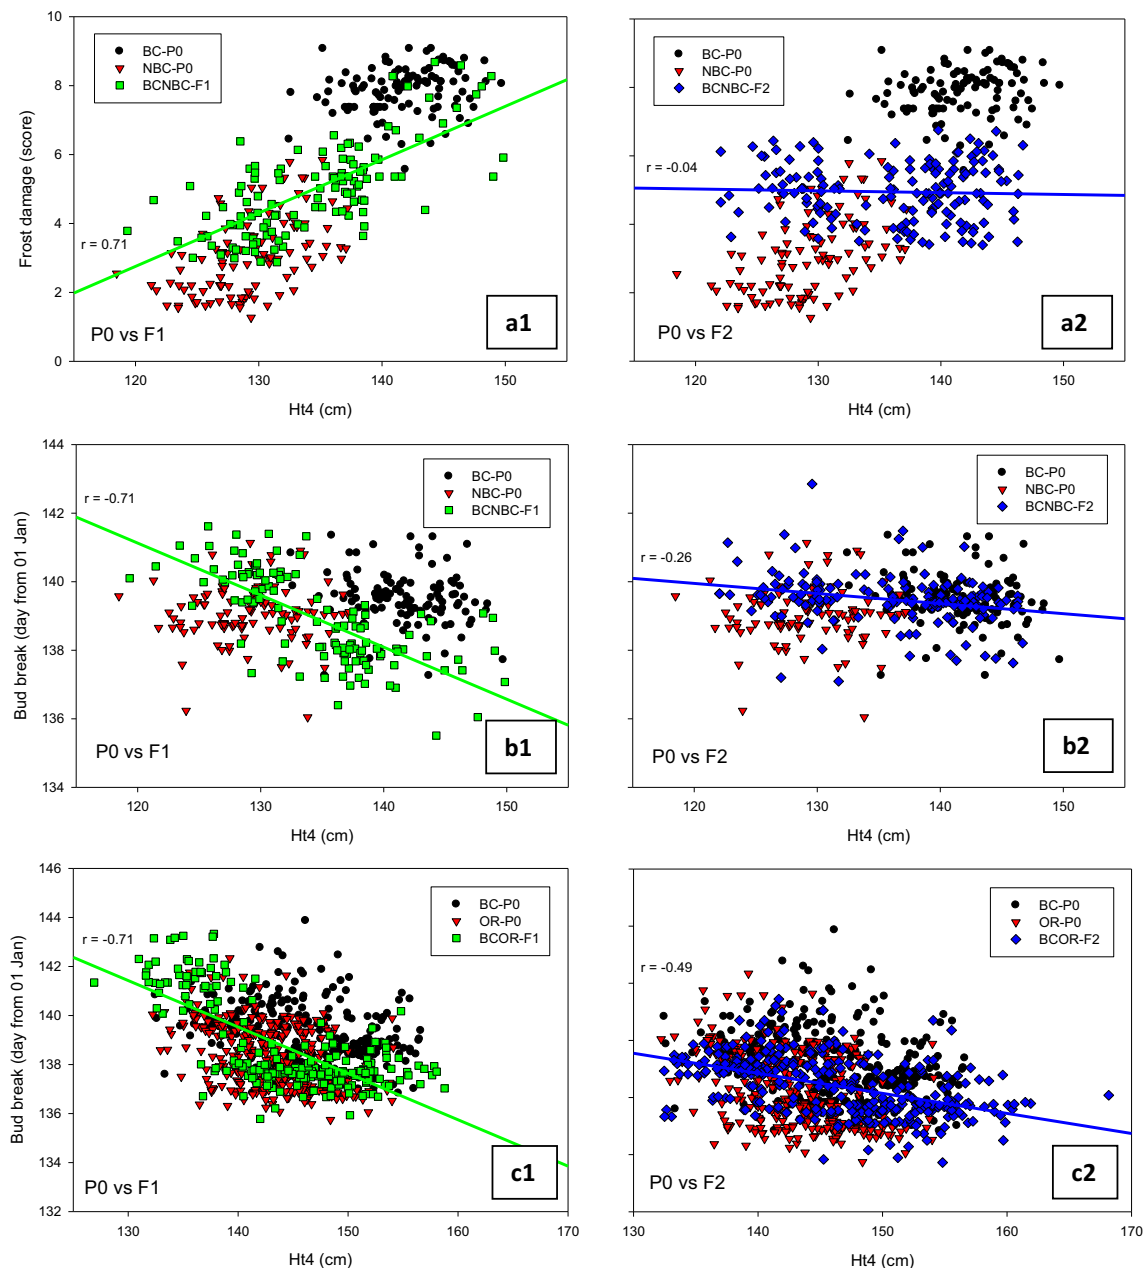 10
8
6
4
2
0
Frost damage (score)
BC-P0
NBC-P0
BCNBC-F1
r = 0.71
P0 vs F1
a1
120 130 140 150
Ht4 (cm)
BC-P0
NBC-P0
BCNBC-F2
r = -0.04
P0 vs F2
a2
120 130 140 150
Ht4 (cm)
144
142
140
138
136
134
Bud break (day from 01 Jan)
BC-P0
NBC-P0
BCNBC-F1
r = -0.71
P0 vs F1
b1
120 130 140 150
Ht4 (cm)
BC-P0
NBC-P0
BCNBC-F2
r = -0.26
P0 vs F2
b2
120 130 140 150
Ht4 (cm)
146
144
142
140
138
136
134
132
Bud break (day from 01 Jan)
BC-P0
OR-P0
BCOR-F1
r = -0.71
P0 vs F1
c1
130 140 150 160 170
Ht4 (cm)
BC-P0
OR-P0
BCOR-F2
r = -0.49
P0 vs F2
c2
130 140 150 160 170
Ht4 (cm)